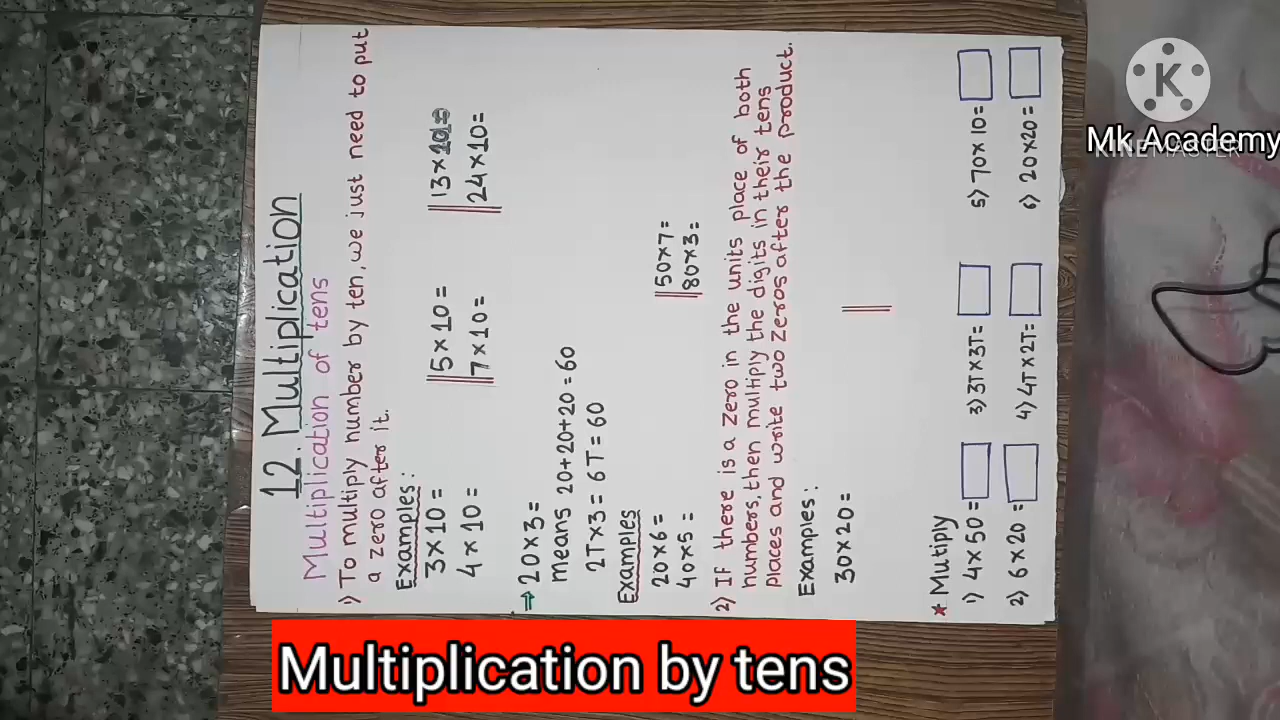 12. Multiplication
Multiplication of tens
1) To multiply number by ten, we just need to put
a zero after it.
Examples:
3×10= 5×10= 13×10=
4×10= 7×10= 24×10=
⇒ 20×3=
means 20+20+20=60
2T×3=6T=60
Examples
20×6= 50×7=
40×5= 80×3=
2) IF there is a zero in the units place of both
numbers, then multiply the digits in their tens
places and write two zeros after the product.
Examples:
30×20=
* Mutiply
1) 4×50= 3) 3T×3T= 5) 70×10=
2) 6×20= 4) 4T×2T= 6) 20×20=
Multiplication by tens
K
Mk Academy
KINEMASTER